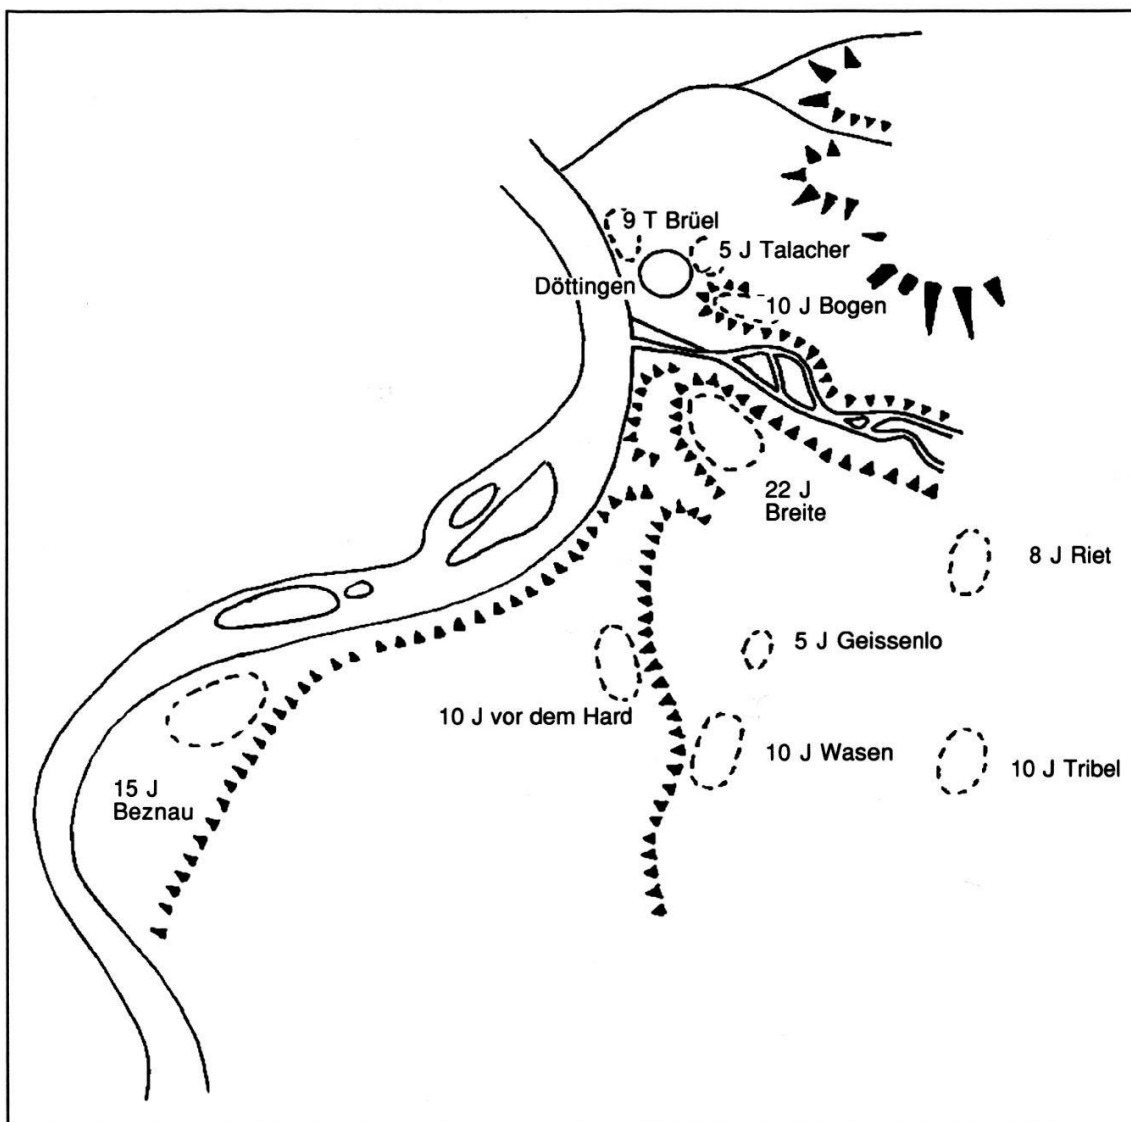 9 T Brüel
5 J Talacher
Döttingen
10 J Bogen
22 J
Breite
8 J Riet
5 J Geissenlo
10 J vor dem Hard
10 J Wasen
10 J Tribel
15 J
Beznau